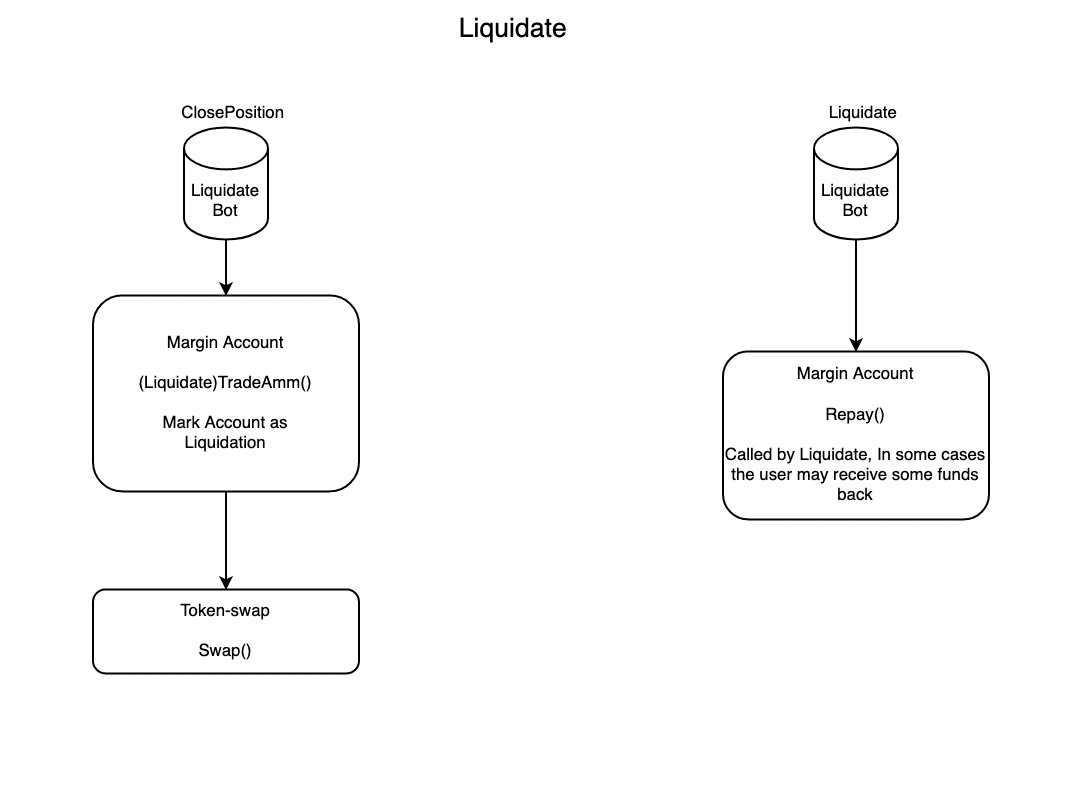 Liquidate
ClosePosition
Liquidate
Bot
Margin Account
(Liquidate)TradeAmm()
Mark Account as
Liquidation
Token-swap
Swap()
Liquidate
Liquidate
Bot
Margin Account
Repay()
Called by Liquidate, In some cases
the user may receive some funds
back